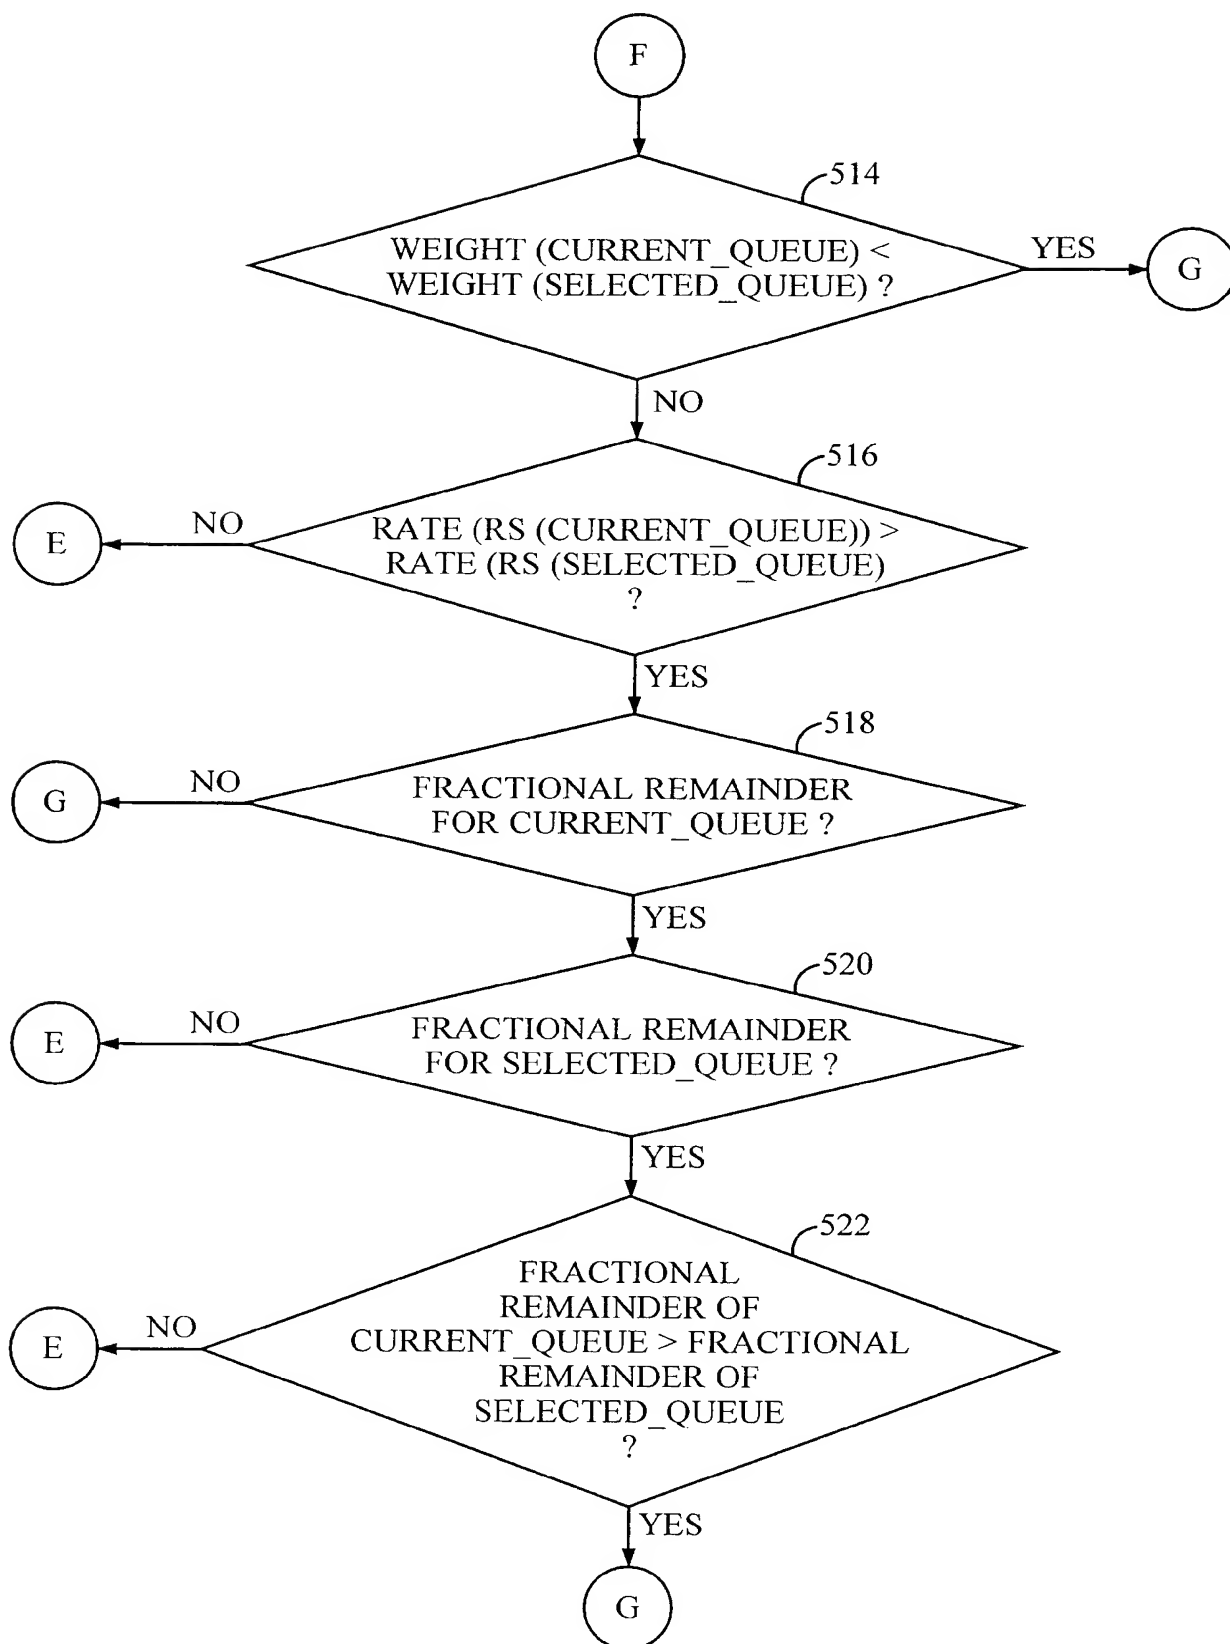 F
514
WEIGHT (CURRENT_QUEUE) <
WEIGHT (SELECTED_QUEUE) ?
YES
G
NO
516
RATE (RS (CURRENT_QUEUE)) >
RATE (RS (SELECTED_QUEUE)
?
NO
E
YES
518
FRACTIONAL REMAINDER
FOR CURRENT_QUEUE ?
NO
G
YES
520
FRACTIONAL REMAINDER
FOR SELECTED_QUEUE ?
NO
E
YES
522
FRACTIONAL
REMAINDER OF
CURRENT_QUEUE > FRACTIONAL
REMAINDER OF
SELECTED_QUEUE
?
NO
E
YES
G